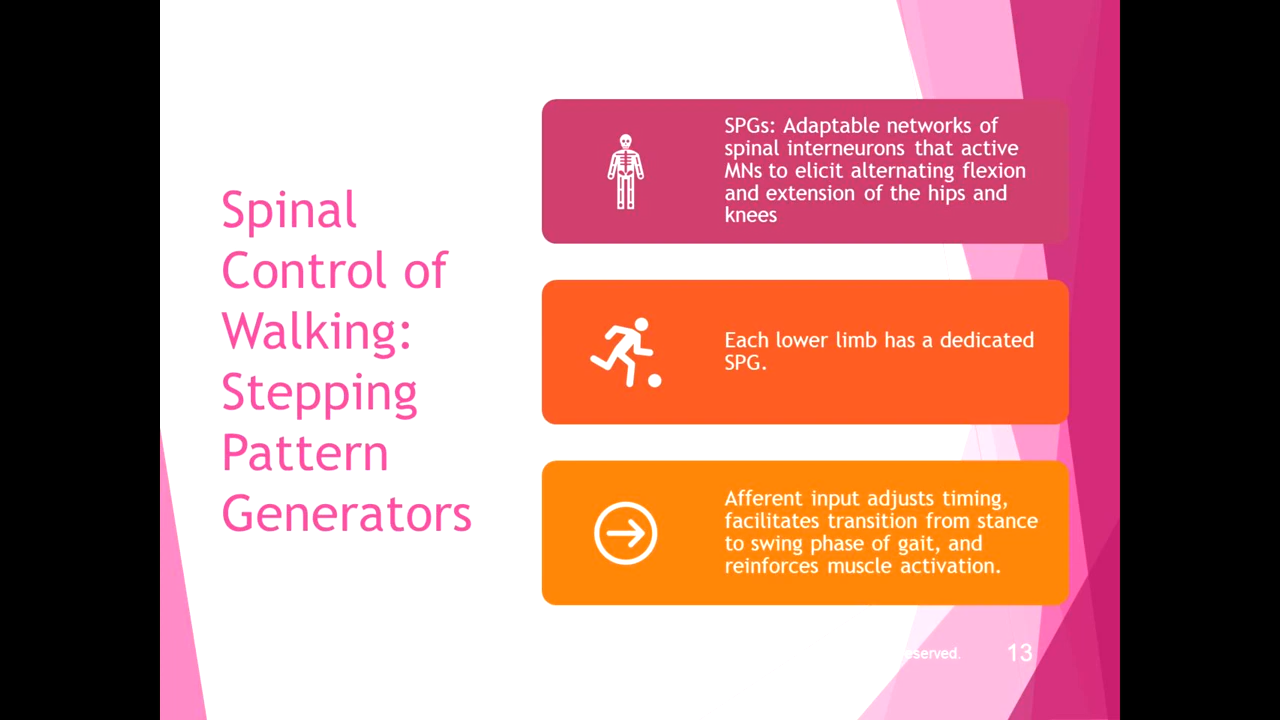 Spinal
Control of
Walking:
Stepping
Pattern
Generators
SPGs: Adaptable networks of
spinal interneurons that active
MNs to elicit alternating flexion
and extension of the hips and
knees
Each lower limb has a dedicated
SPG.
Afferent input adjusts timing,
facilitates transition from stance
to swing phase of gait, and
reinforces muscle activation.
13